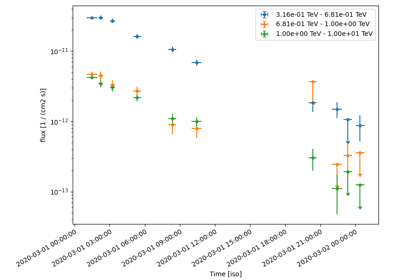 3.16e-01 TeV - 6.81e-01 TeV
6.81e-01 TeV - 1.00e+00 TeV
1.00e+00 TeV - 1.00e+01 TeV
flux [1 / (cm2 s)]
10⁻¹¹
10⁻¹²
10⁻¹³
2020-03-01 00:00:00
2020-03-01 03:00:00
2020-03-01 06:00:00
2020-03-01 09:00:00
2020-03-01 12:00:00
2020-03-01 15:00:00
2020-03-01 18:00:00
2020-03-01 21:00:00
2020-03-02 00:00:00
Time [iso]